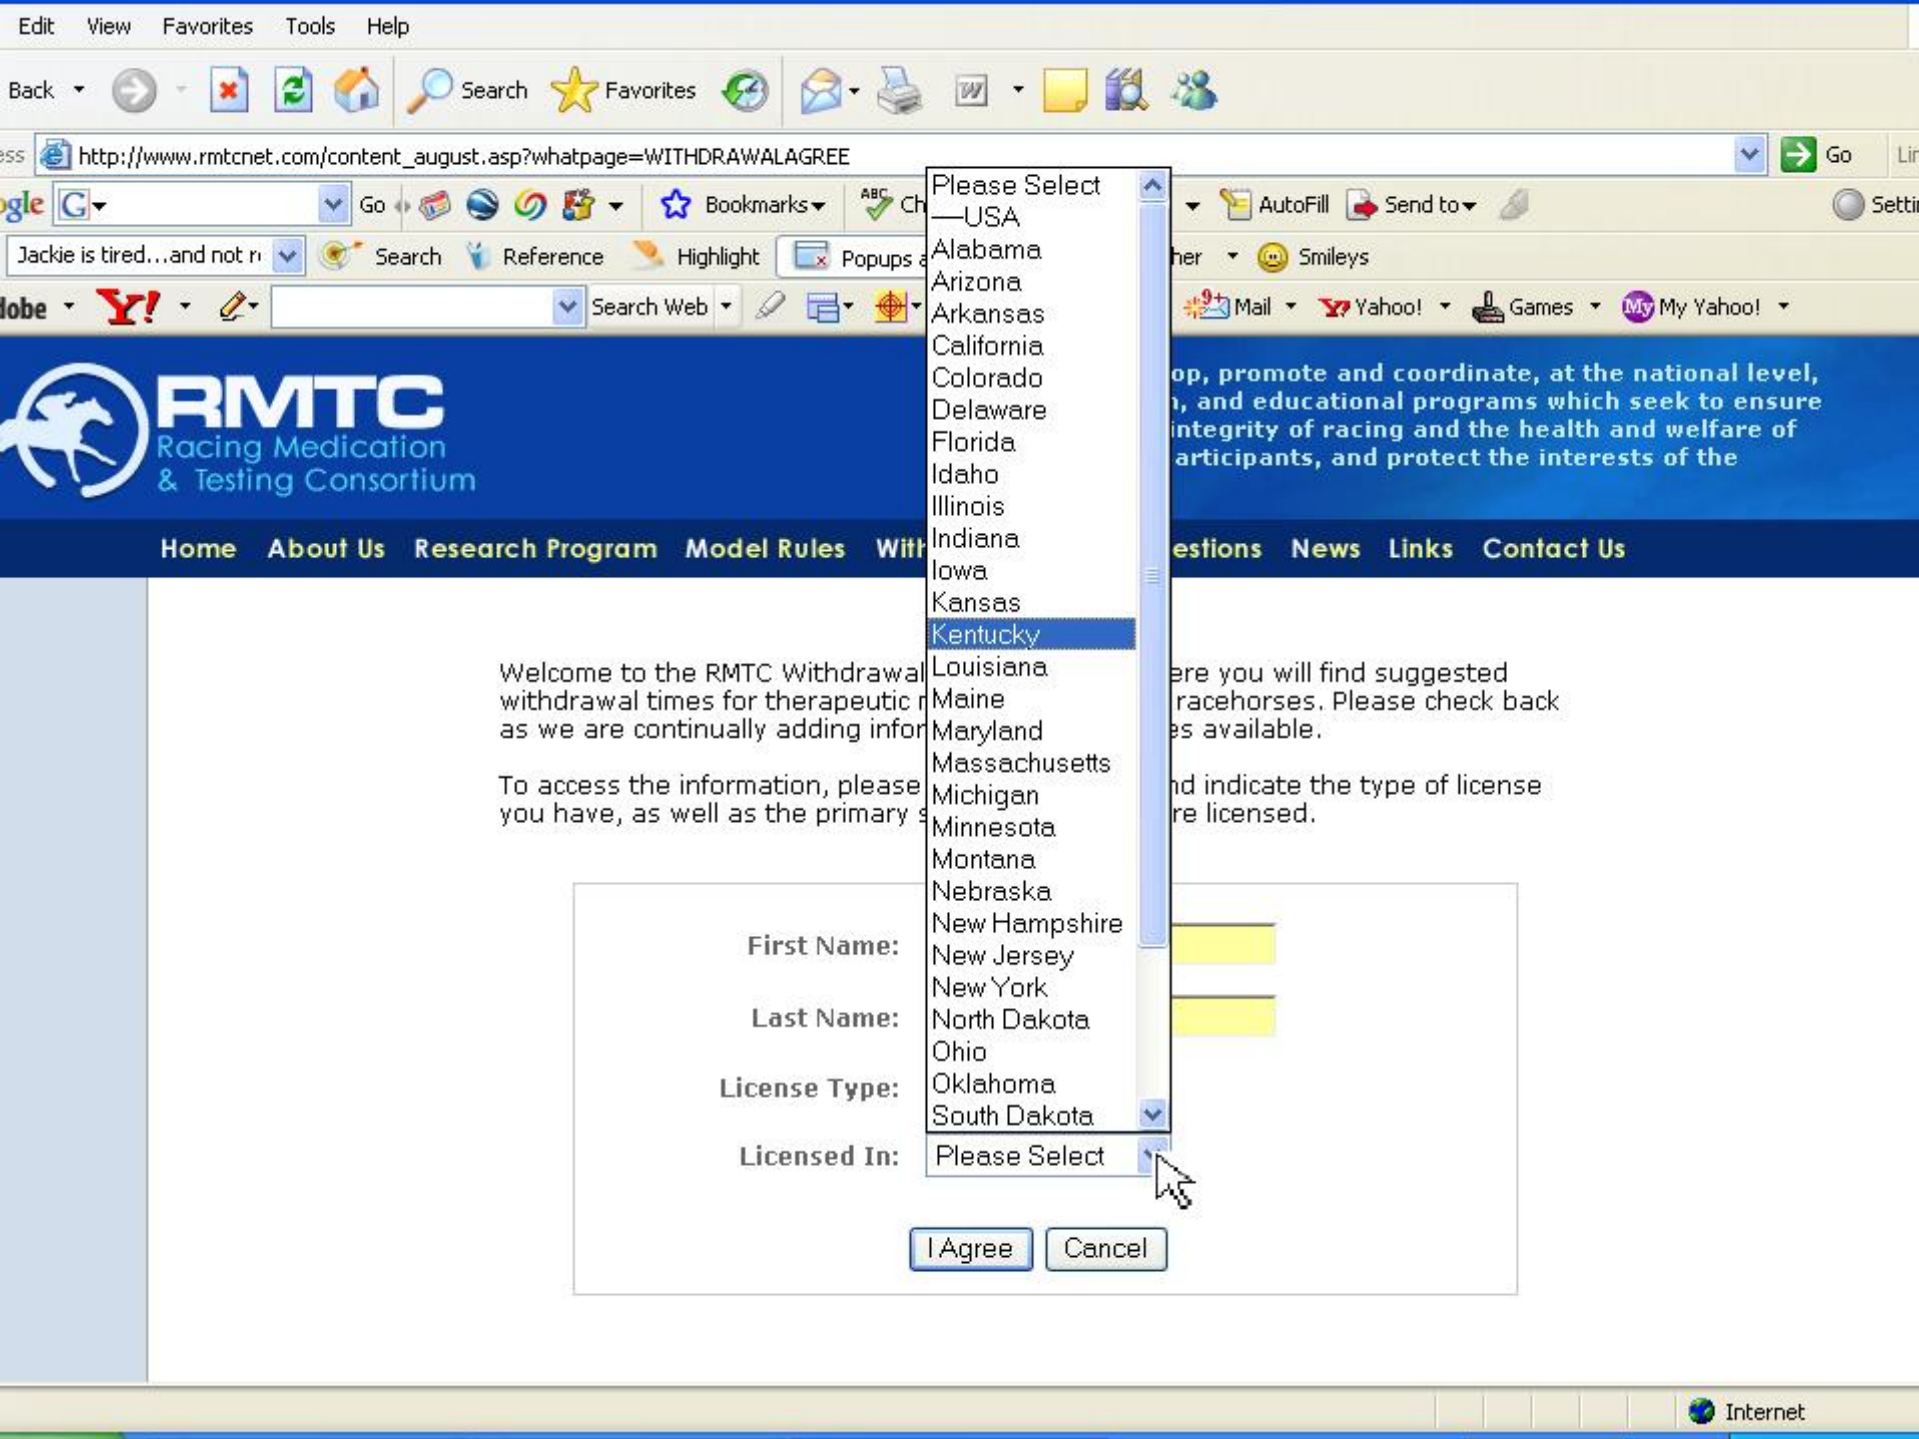 Edit View Favorites Tools Help
Back Search Favorites
http://www.rmtcnet.com/content_august.asp?whatpage=WITHDRAWALAGREE Go
G Go Bookmarks ABC AutoFill Send to
Jackie is tired...and not Search Reference Highlight Popups Smileys
Y! Search Web 9+ Mail Yahoo! Games My My Yahoo!
RMTC
Racing Medication
& Testing Consortium
promote and coordinate, at the national level,
and educational programs which seek to ensure
integrity of racing and the health and welfare of
and protect the interests of the
Home About Us Research Program Model Rules News Links Contact Us
Please Select
----USA
Alabama
Arizona
Arkansas
California
Colorado
Delaware
Florida
Idaho
Illinois
Indiana
Iowa
Kansas
Kentucky
Louisiana
Maine
Maryland
Massachusetts
Michigan
Minnesota
Montana
Nebraska
New Hampshire
New Jersey
New York
North Dakota
Ohio
Oklahoma
South Dakota
Welcome to the RMTC Withdrawal you will find suggested
withdrawal times for therapeutic racehorses. Please check back
as we are continually adding available.
To access the information, please indicate the type of license
you have, as well as the primary licensed.
First Name:
Last Name:
License Type:
Licensed In: Please Select
I Agree Cancel
Internet